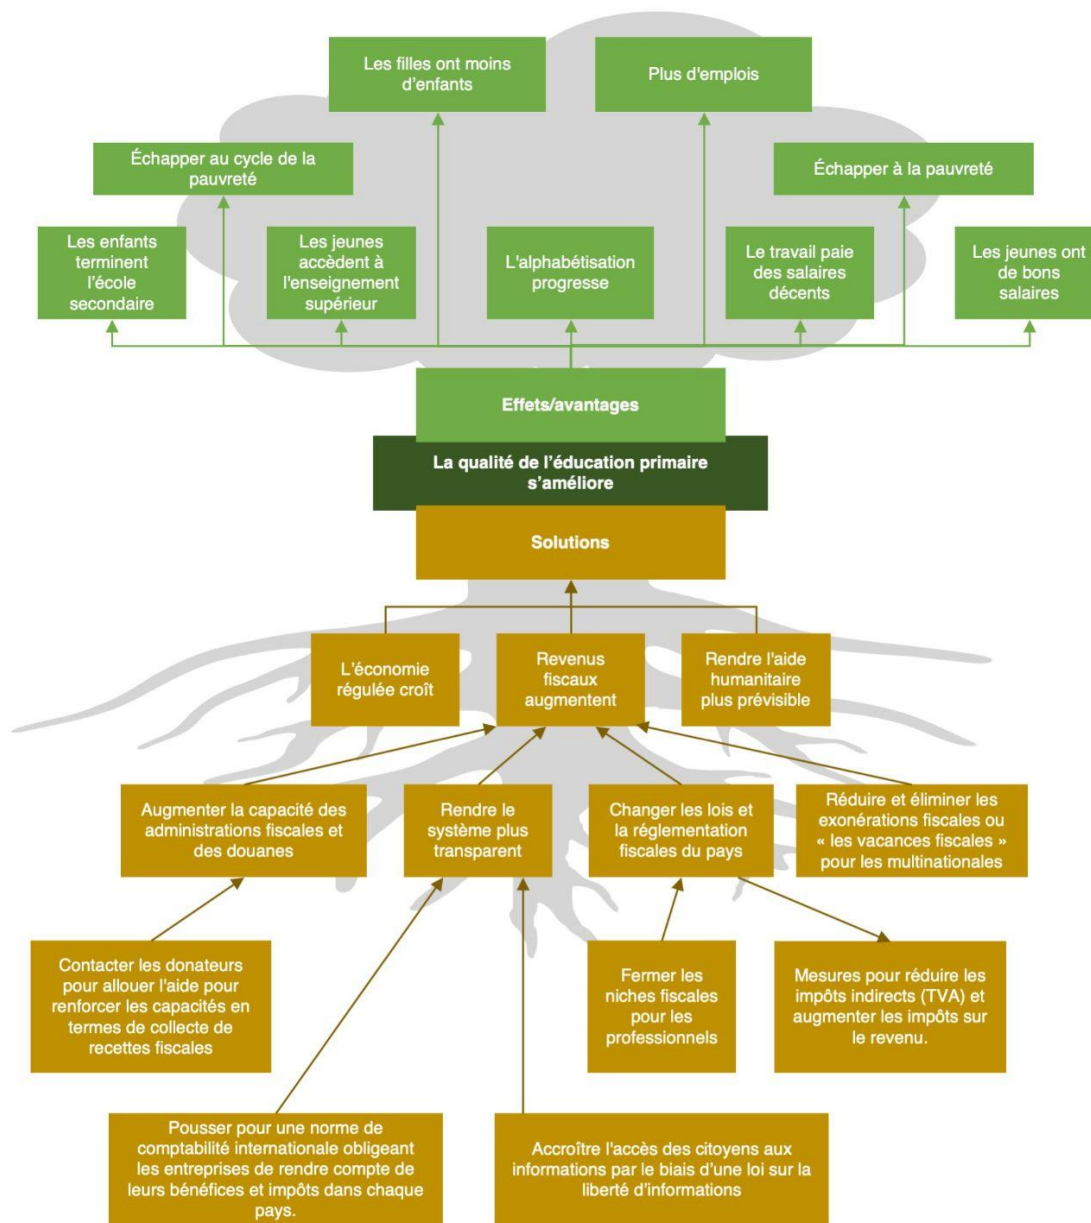 Les filles ont moins
d'enfants
Plus d'emplois
Échapper au cycle de la
pauvreté
Échapper à la pauvreté
Les enfants
terminent
l'école
secondaire
Les jeunes
accèdent à
l'enseignement
supérieur
L'alphabétisation
progresse
Le travail paie
des salaires
décents
Les jeunes ont
de bons
salaires
Effets/avantages
La qualité de l'éducation primaire
s'améliore
Solutions
L'économie
régulée croît
Revenus
fiscaux
augmentent
Rendre l'aide
humanitaire
plus prévisible
Augmenter la capacité des
administrations fiscales et
des douanes
Rendre le
système plus
transparent
Changer les lois et
la réglementation
fiscales du pays
Réduire et éliminer les
exonérations fiscales ou
« les vacances fiscales »
pour les multinationales
Contacter les donateurs
pour allouer l'aide pour
renforcer les capacités en
termes de collecte de
recettes fiscales
Fermer les
niches fiscales
pour les
professionnels
Mesures pour réduire les
impôts indirects (TVA) et
augmenter les impôts sur
le revenu.
Pousser pour une norme de
comptabilité internationale obligeant
les entreprises de rendre compte de
leurs bénéfices et impôts dans chaque
pays.
Accroître l'accès des citoyens aux
informations par le biais d'une loi sur la
liberté d'informations